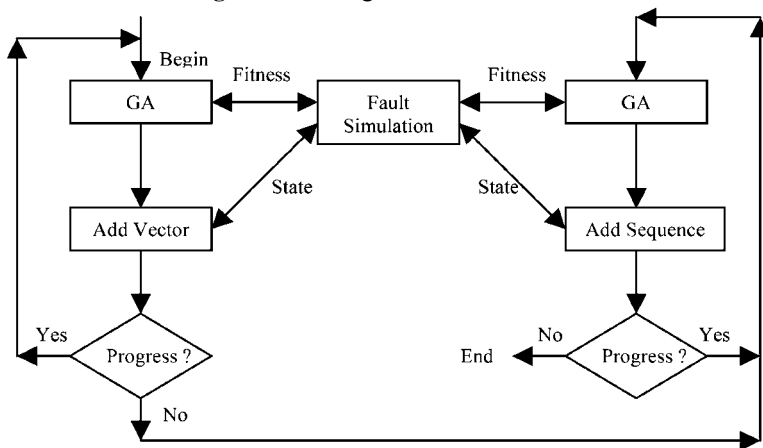 Begin
Fitness
Fitness
GA
Fault
Simulation
GA
State
State
Add Vector
Add Sequence
Yes
Progress ?
No
End
No
Progress ?
Yes